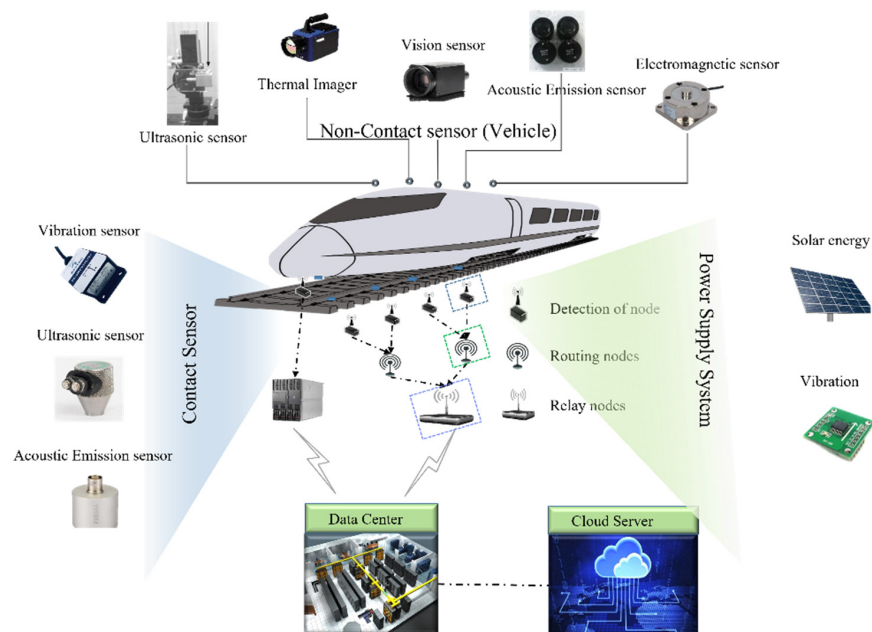 Vision sensor
Electromagnetic sensor
Thermal Imager
Acoustic Emission sensor
Ultrasonic sensor
Non-Contact sensor (Vehicle)
Vibration sensor
Ultrasonic sensor
Acoustic Emission sensor
Contact Sensor
Detection of node
Routing nodes
Relay nodes
Power Supply System
Solar energy
Vibration
Data Center
Cloud Server